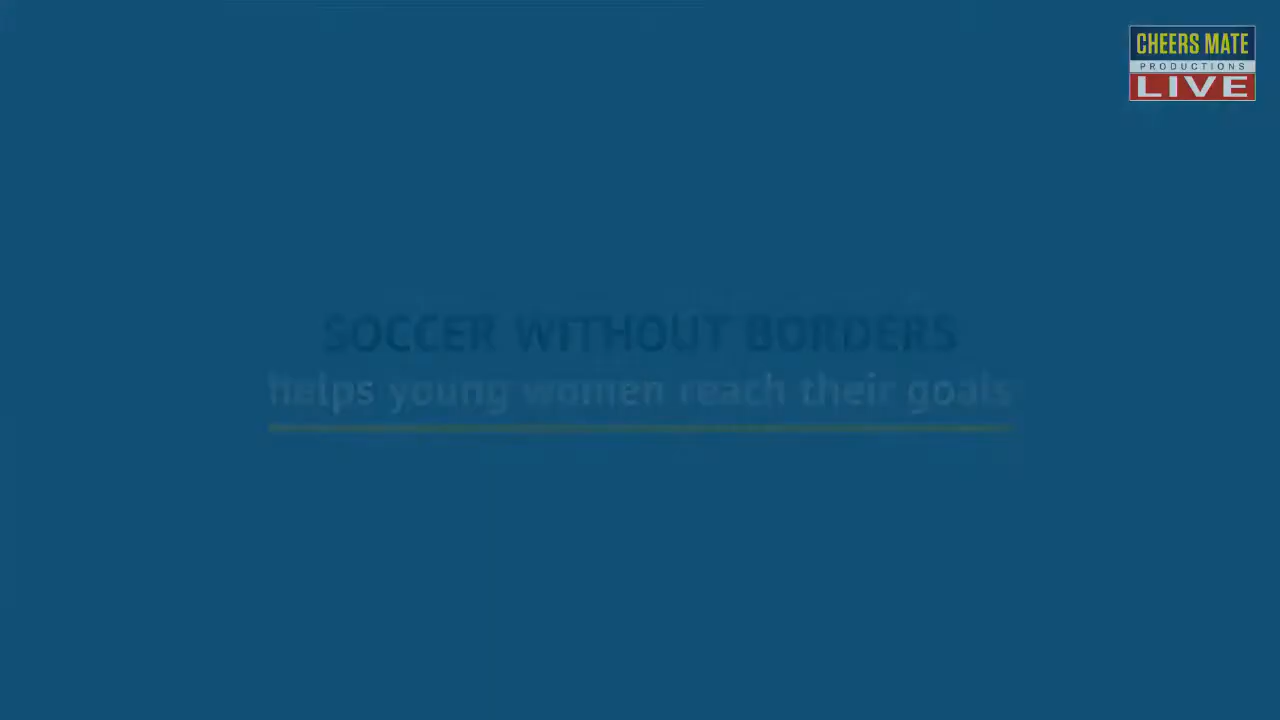 CHEERS MATE
PRODUCTIONS
LIVE
SOCCER WITHOUT BORDERS
helps young women reach their goals